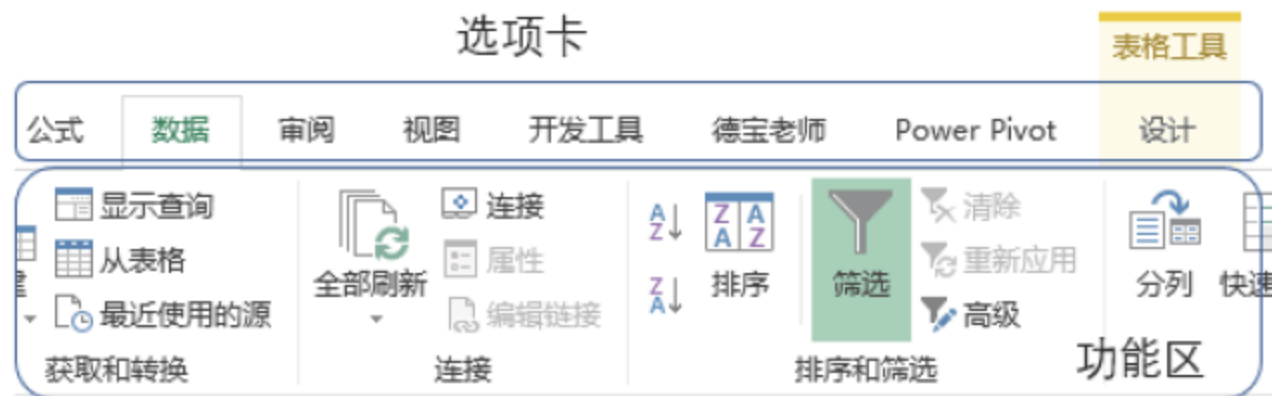 选项卡
表格工具
公式 数据 审阅 视图 开发工具 德宝老师 Power Pivot 设计
显示查询 连接 清除
从表格 属性 重新应用
全部刷新 排序 筛选 分列 快速
最近使用的源 编辑链接 高级
获取和转换 连接 排序和筛选
功能区